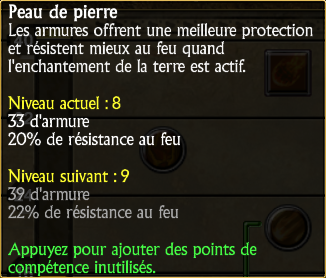 Peau de pierre
Les armures offrent une meilleure protection
et résistent mieux au feu quand
l'enchantement de la terre est actif.
Niveau actuel : 8
33 d'armure
20% de résistance au feu
Niveau suivant : 9
39 d'armure
22% de résistance au feu
Appuyez pour ajouter des points de
compétence inutilisés.